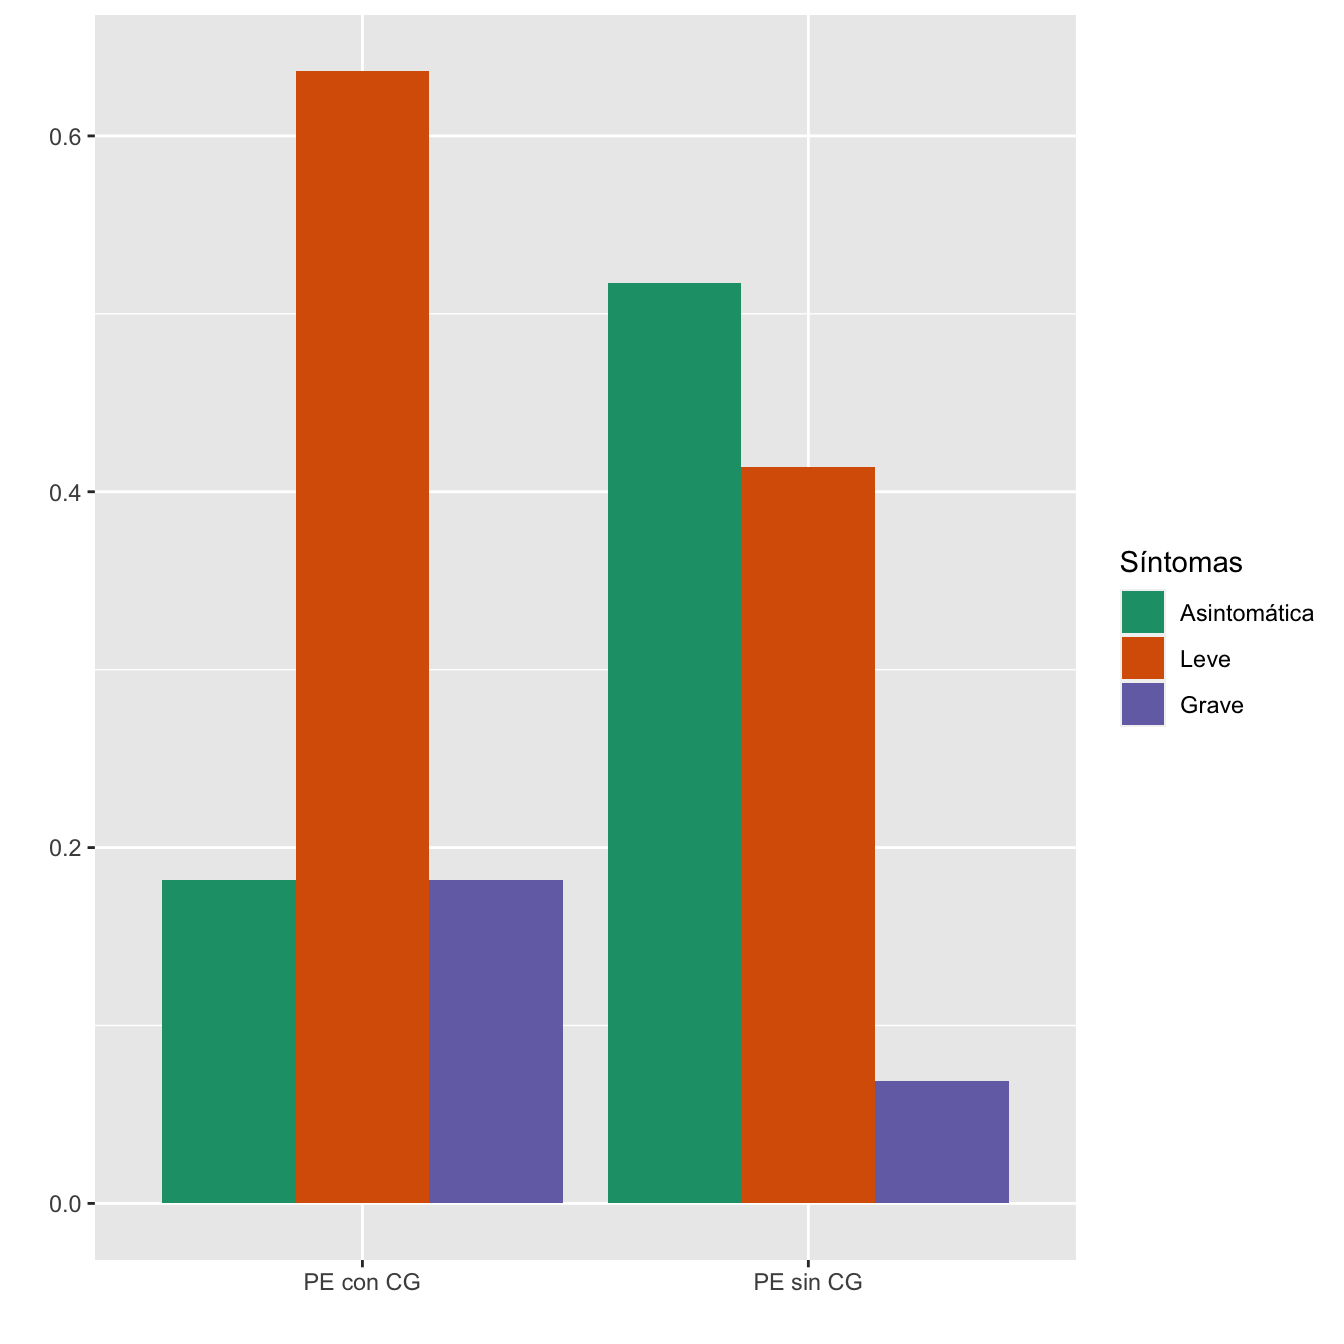 0.6
0.4
0.2
0.0
PE con CG
PE sin CG
Síntomas
Asintomática
Leve
Grave